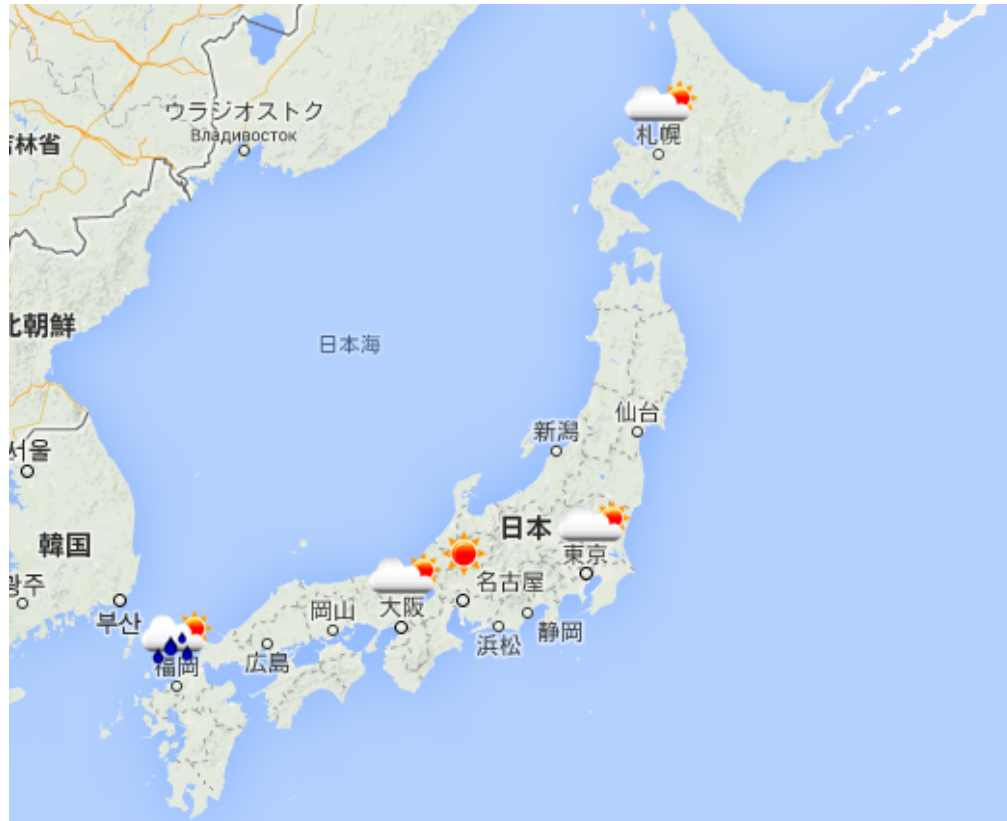 ウラジオストク
Владивосток
吉林省
札幌
北朝鮮
日本海
仙台
新潟
서울
日本
韓国
東京
名古屋
광주
大阪
岡山
부산
静岡
浜松
広島
福岡